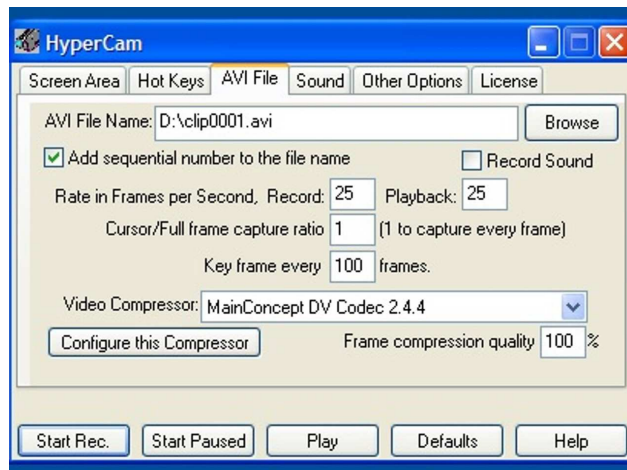 HyperCam
Screen Area Hot Keys AVI File Sound Other Options License
AVI File Name: D:\clip0001.avi Browse
Add sequential number to the file name Record Sound
Rate in Frames per Second, Record: 25 Playback: 25
Cursor/Full frame capture ratio 1 (1 to capture every frame)
Key frame every 100 frames.
Video Compressor: MainConcept DV Codec 2.4.4
Configure this Compressor Frame compression quality 100 %
Start Rec. Start Paused Play Defaults Help